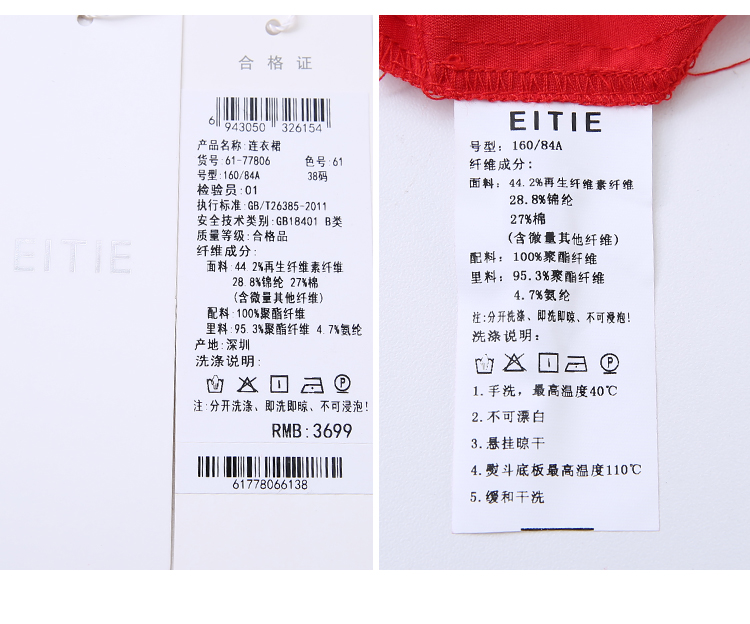 EITIE
合格证
6 943050 326154
产品名称:连衣裙
货号:61-77806 色号:61
号型:160/84A 38码
检验员:01
执行标准:GB/T26385-2011
安全技术类别:GB18401 B类
质量等级:合格品
纤维成分:
面料:44.2%再生纤维素纤维
28.8%锦纶 27%棉
(含微量其他纤维)
配料:100%聚酯纤维
里料:95.3%聚酯纤维 4.7%氨纶
产地:深圳
洗涤说明:
P
注:分开洗涤、即洗即晾、不可浸泡!
RMB:3699
61778066138
EITIE
号型: 160/84A
纤维成分:
面料: 44.2%再生纤维素纤维
28.8%锦纶
27%棉
(含微量其他纤维)
配料: 100%聚酯纤维
里料: 95.3%聚酯纤维
4.7%氨纶
注:分开洗涤、即洗即晾、不可浸泡!
洗涤说明:
P
1.手洗，最高温度40℃
2.不可漂白
3.悬挂晾干
4.熨斗底板最高温度110℃
5.缓和干洗